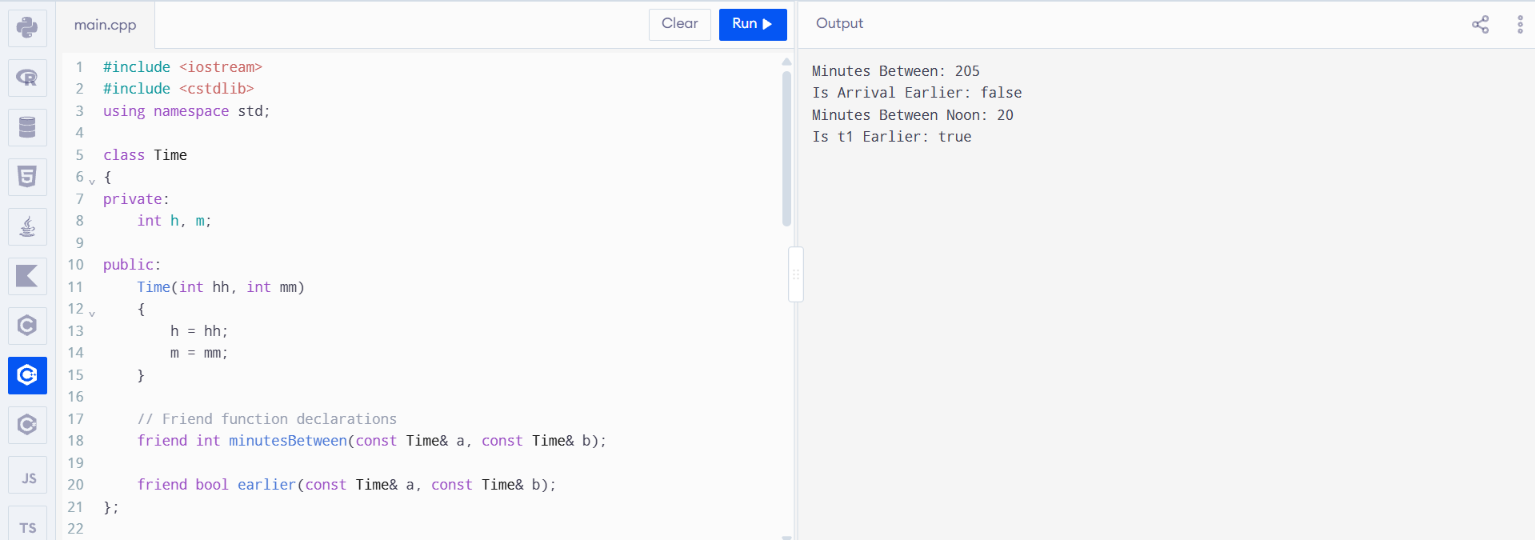 main.cpp
Clear
Run
Output
1 #include <iostream>
2 #include <cstdlib>
3 using namespace std;
4
5 class Time
6 {
7 private:
8     int h, m;
9
10 public:
11     Time(int hh, int mm)
12     {
13         h = hh;
14         m = mm;
15     }
16
17     // Friend function declarations
18     friend int minutesBetween(const Time& a, const Time& b);
19
20     friend bool earlier(const Time& a, const Time& b);
21 };
22
Minutes Between: 205
Is Arrival Earlier: false
Minutes Between Noon: 20
Is t1 Earlier: true
R
5
C
C
C
JS
TS